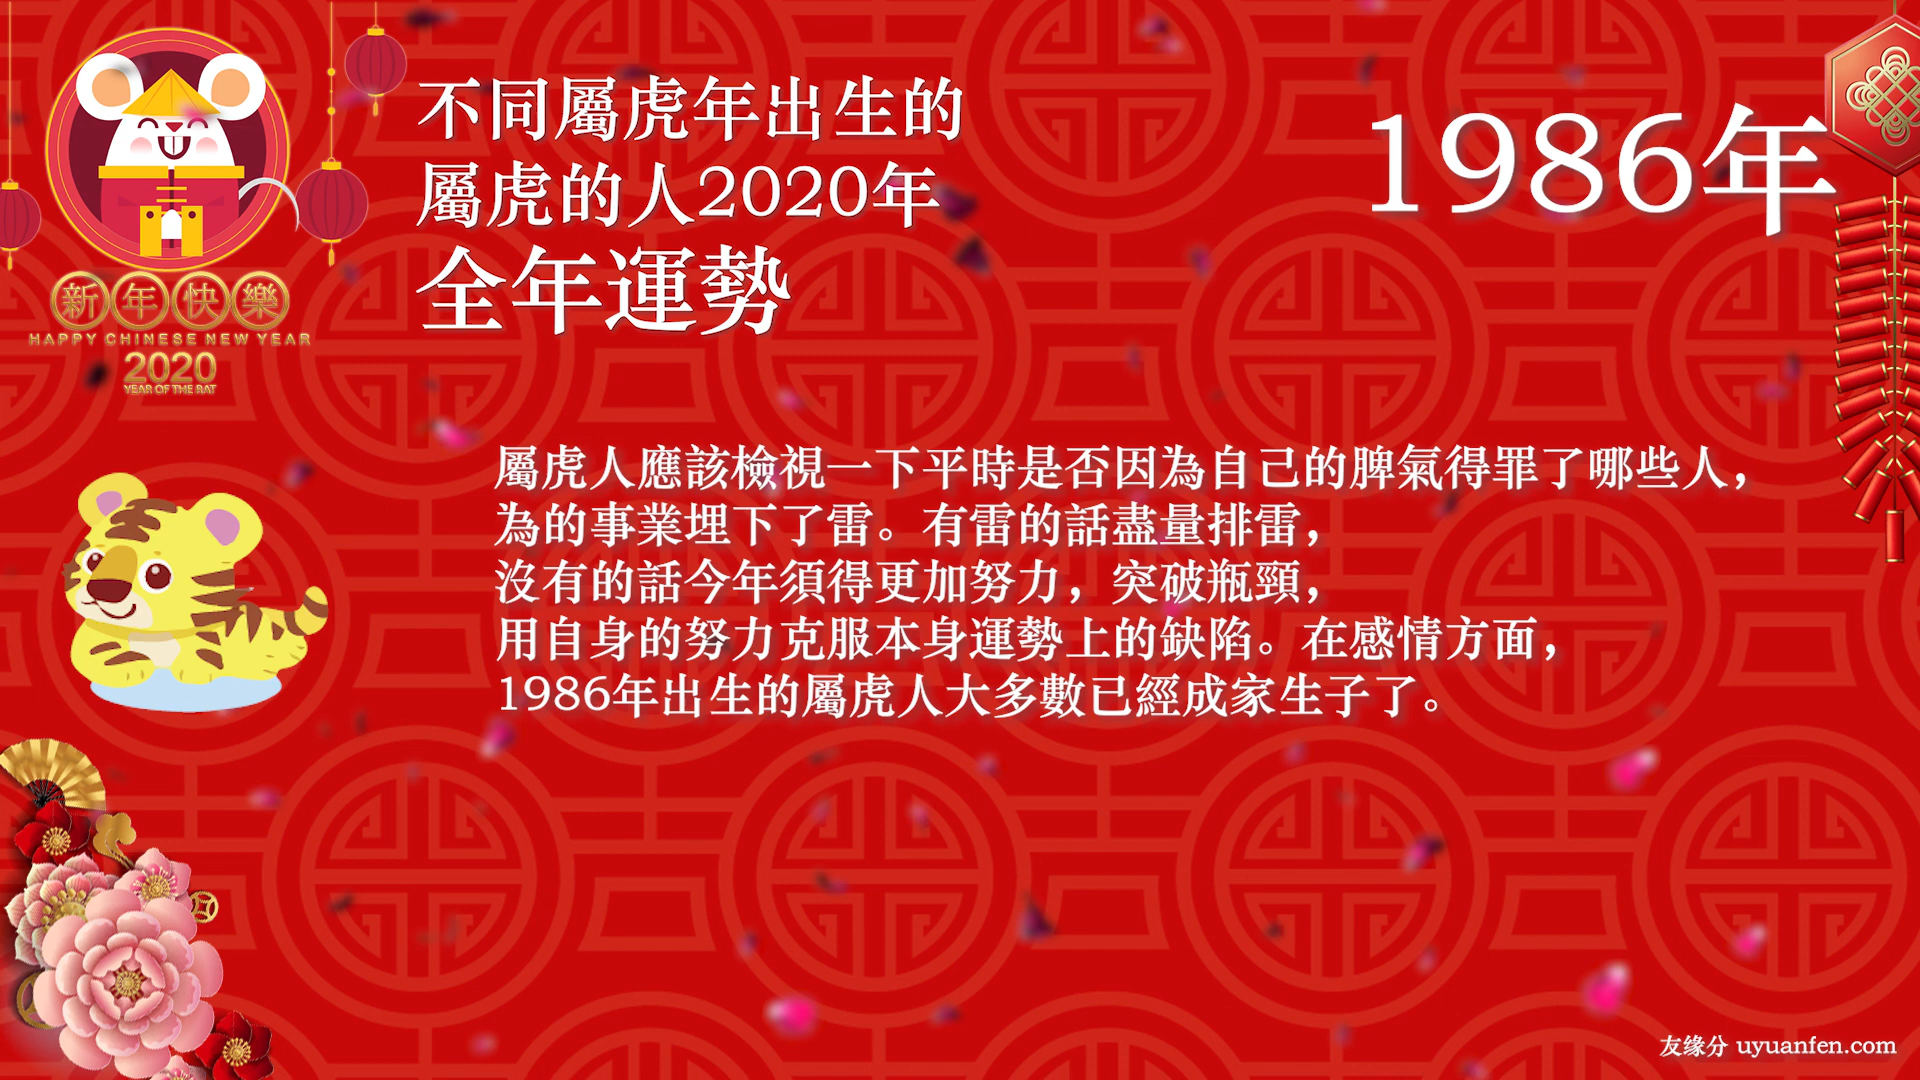 不同屬虎年出生的
屬虎的人2020年
全年運勢
1986年
新年快樂
HAPPY CHINESE NEW YEAR
2020
YEAR OF THE RAT
屬虎人應該檢視一下平時是否因為自己的脾氣得罪了哪些人，
為的事業埋下了雷。有雷的話盡量排雷，
沒有的話今年須得更加努力，突破瓶頸，
用自身的努力克服本身運勢上的缺陷。在感情方面，
1986年出生的屬虎人大多數已經成家生子了。
友缘分 uyuanfen.com